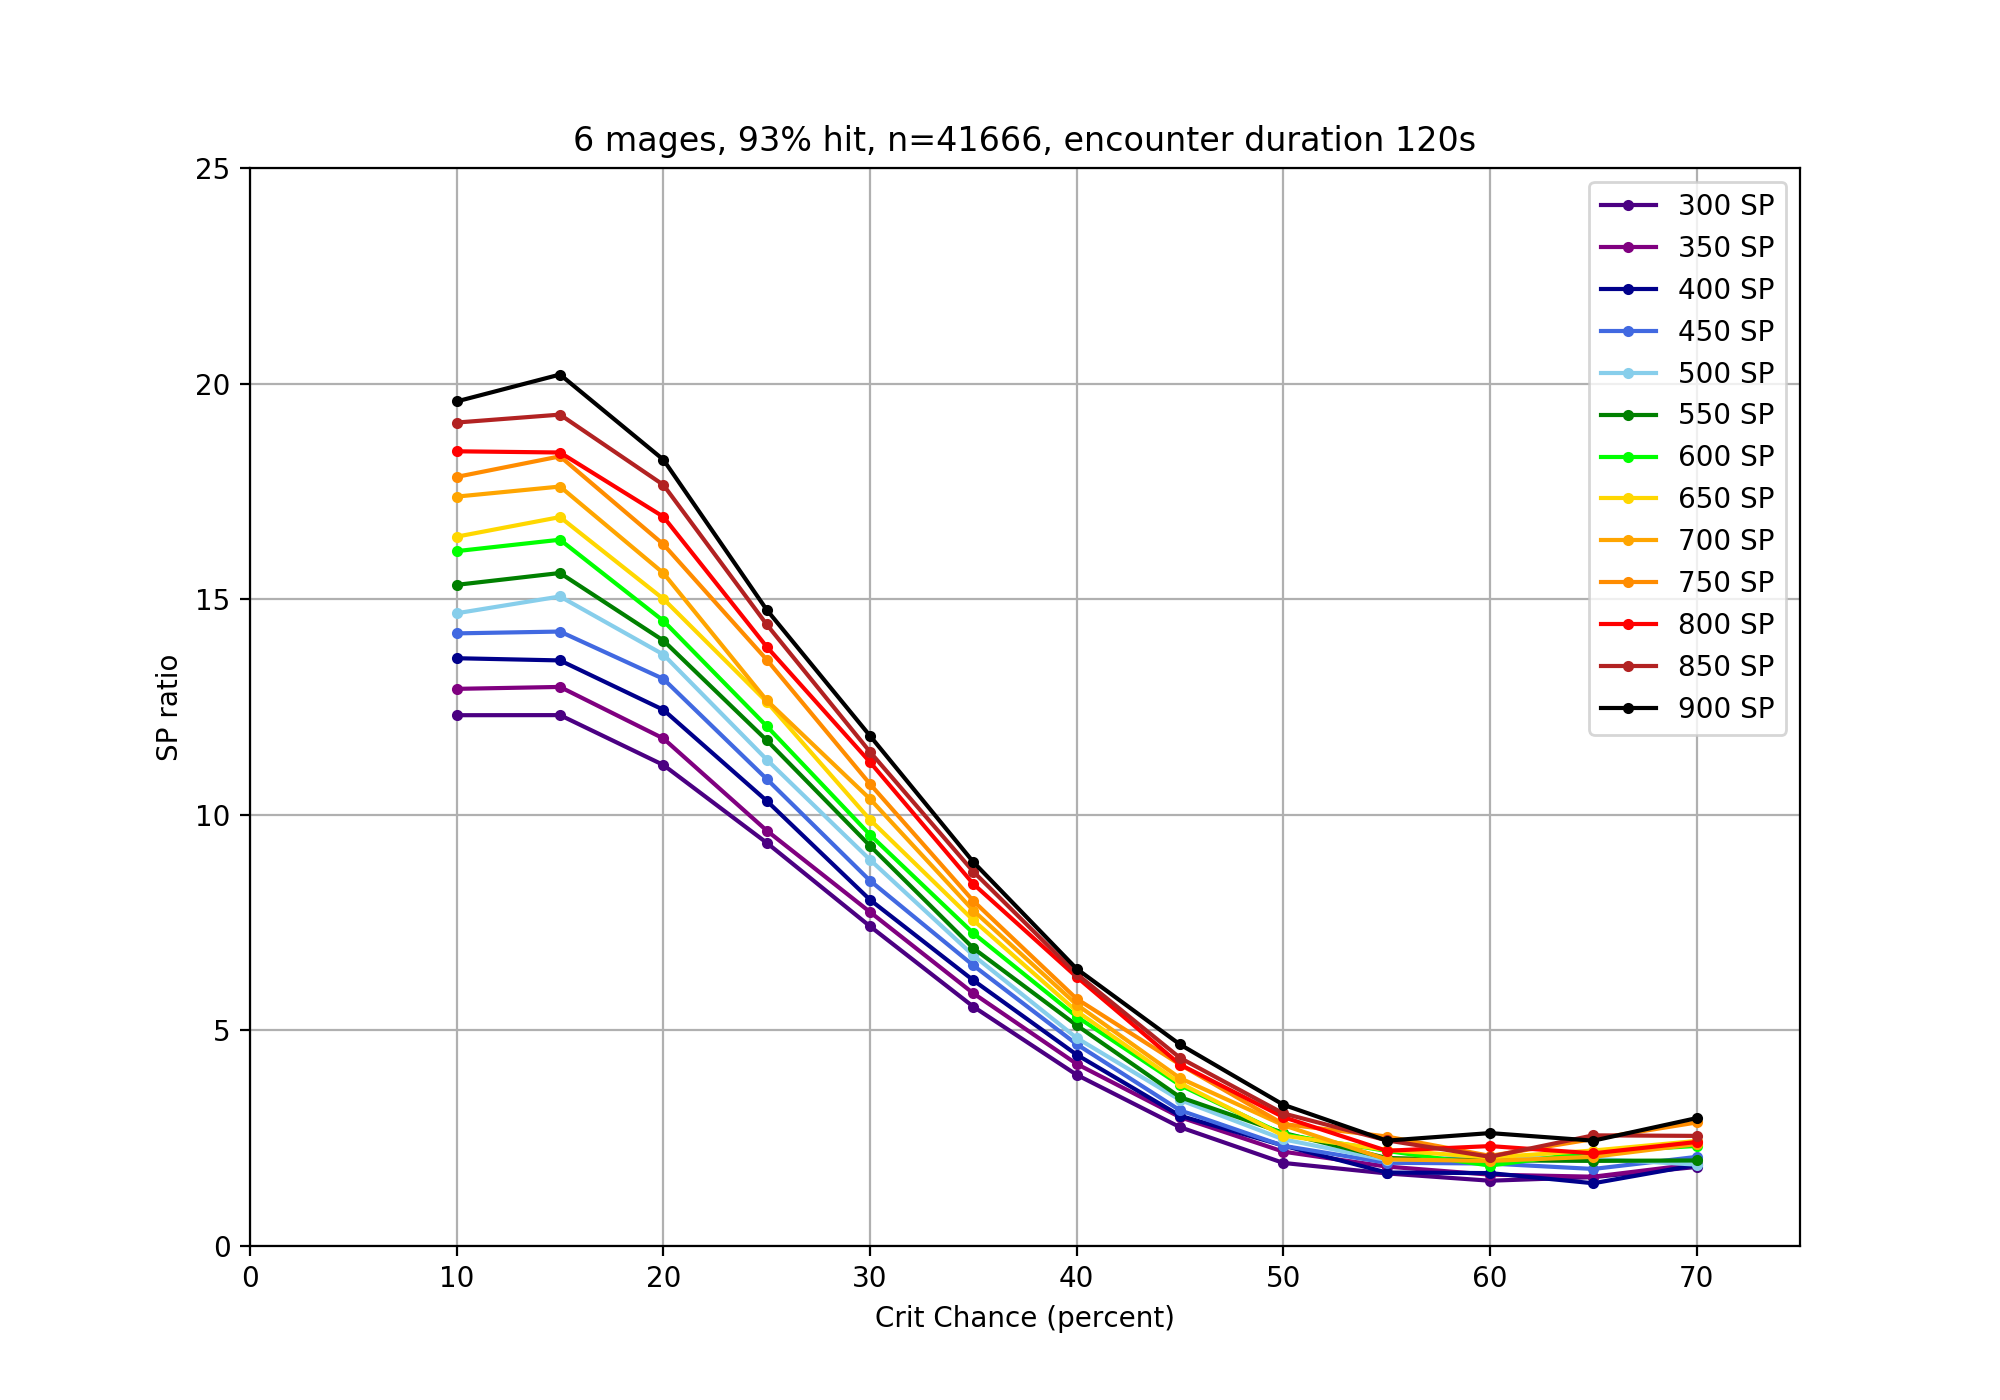 6 mages, 93% hit, n=41666, encounter duration 120s
25
20
15
10
5
0
SP ratio
0 10 20 30 40 50 60 70
Crit Chance (percent)
300 SP
350 SP
400 SP
450 SP
500 SP
550 SP
600 SP
650 SP
700 SP
750 SP
800 SP
850 SP
900 SP